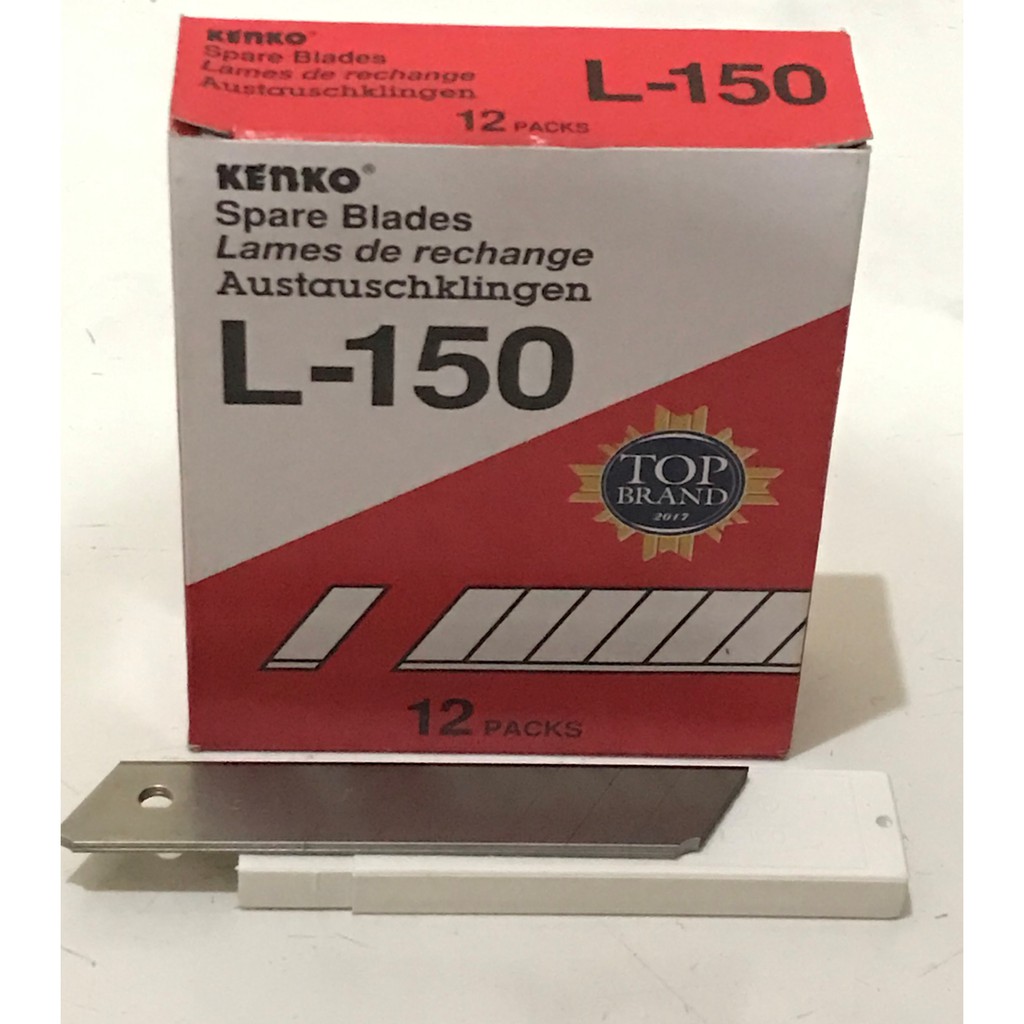 KENKO
Spare Blades
Lames de rechange
Austauschklingen
L-150
12 PACKS
KENKO®
Spare Blades
Lames de rechange
Austauschklingen
L-150
TOP
BRAND
2017
12 PACKS